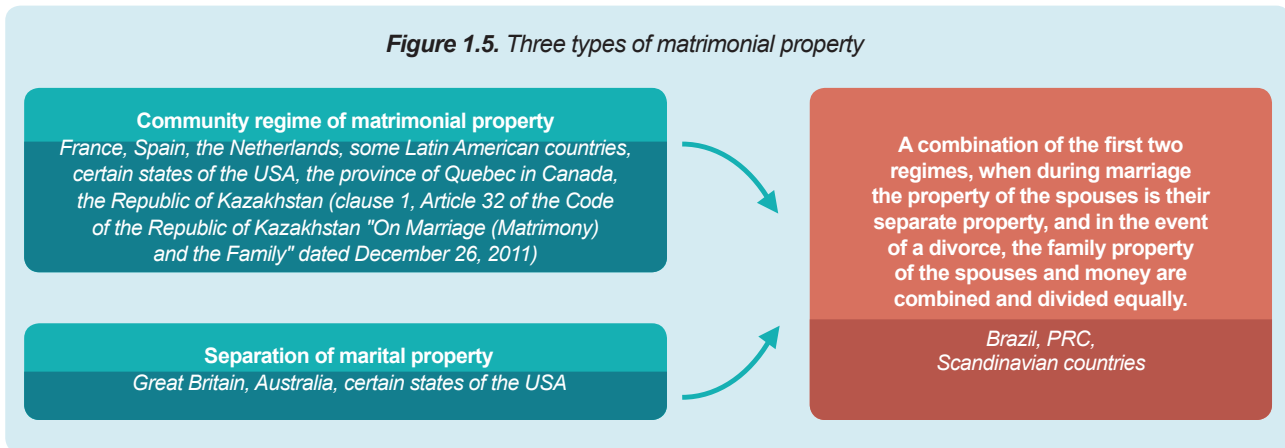 Figure 1.5. Three types of matrimonial property
Community regime of matrimonial property
France, Spain, the Netherlands, some Latin American countries,
certain states of the USA, the province of Quebec in Canada,
the Republic of Kazakhstan (clause 1, Article 32 of the Code
of the Republic of Kazakhstan "On Marriage (Matrimony)
and the Family" dated December 26, 2011)
Separation of marital property
Great Britain, Australia, certain states of the USA
A combination of the first two
regimes, when during marriage
the property of the spouses is their
separate property, and in the event
of a divorce, the family property
of the spouses and money are
combined and divided equally.
Brazil, PRC,
Scandinavian countries